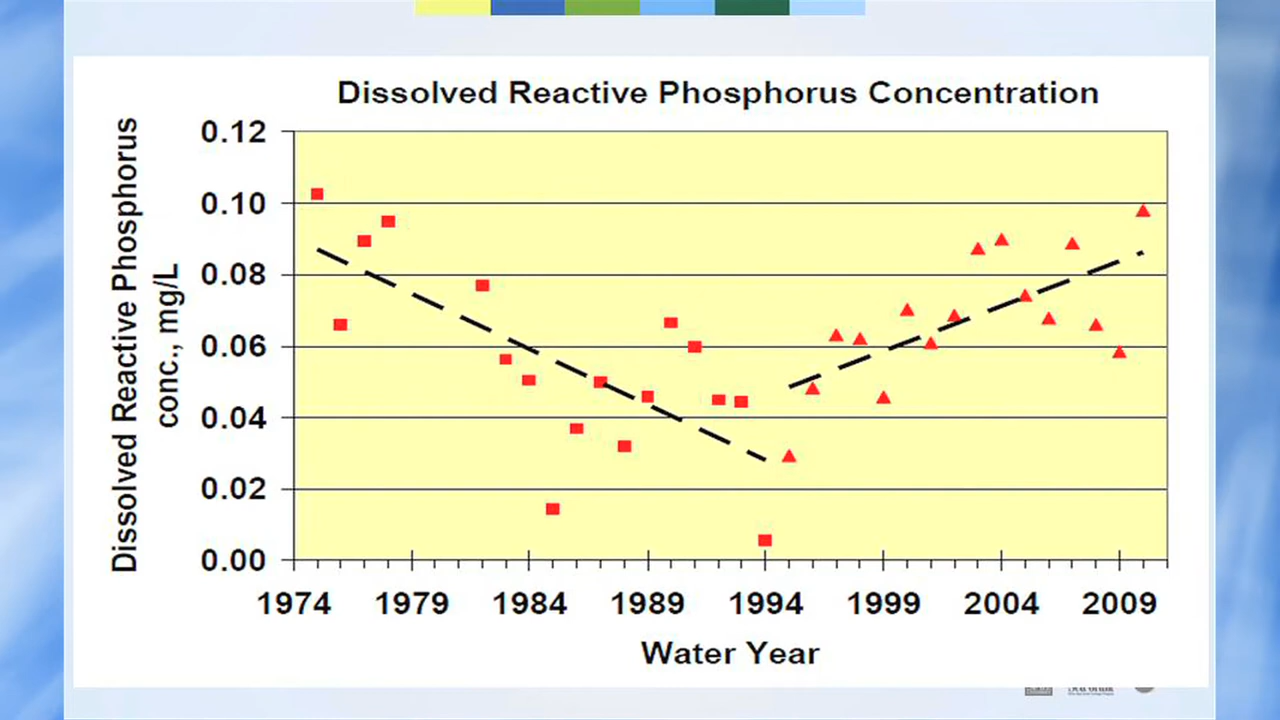 Dissolved Reactive Phosphorus Concentration
Dissolved Reactive Phosphorus
conc., mg/L
0.12
0.10
0.08
0.06
0.04
0.02
0.00
1974 1979 1984 1989 1994 1999 2004 2009
Water Year